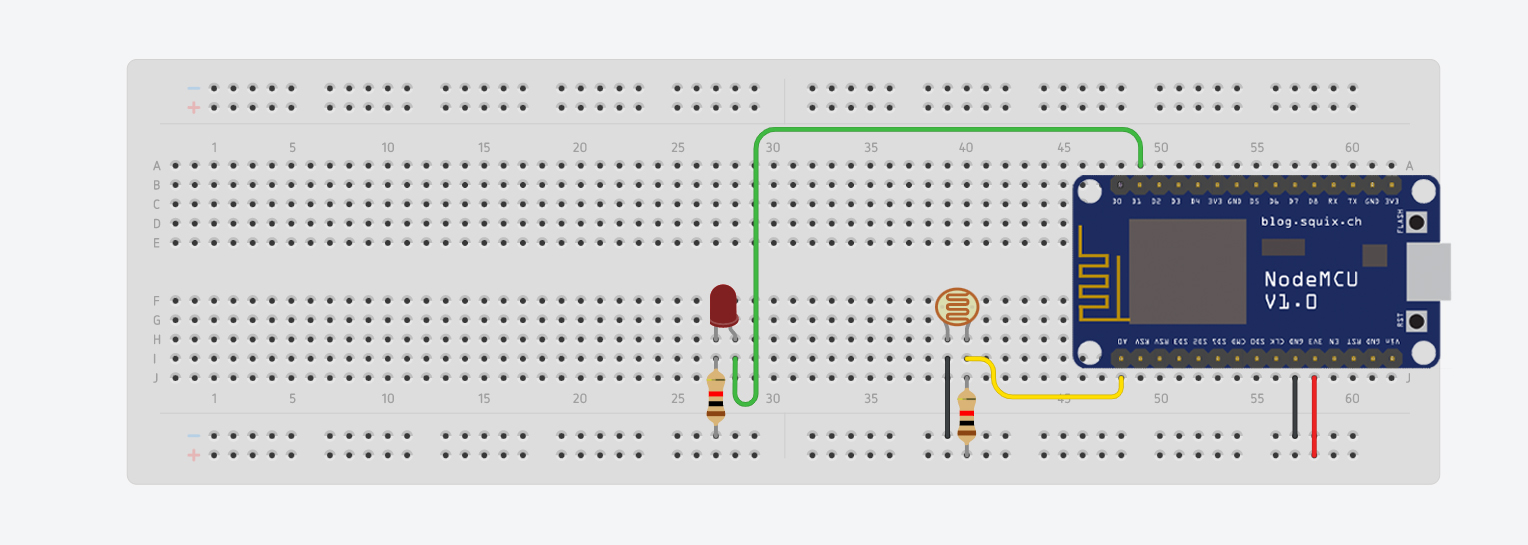 1 5 10 15 20 25 30 35 40 45 50 55 60
− 
+
A A
B
C
D
E
D0 D1 D2 D3 D4 3V3 GND D5 D6 D7 D8 RX TX GND 3V3
blog.squix.ch
FLASH
NodeMCU
V1.0
RST
F
G
H
I
J J
A0 RSV RSV SD3 SD2 SD1 CMD SD0 CLK GND 3V3 EN RST GND Vin
1 5 10 15 20 25 30 35 40 45 50 55 60
−
+